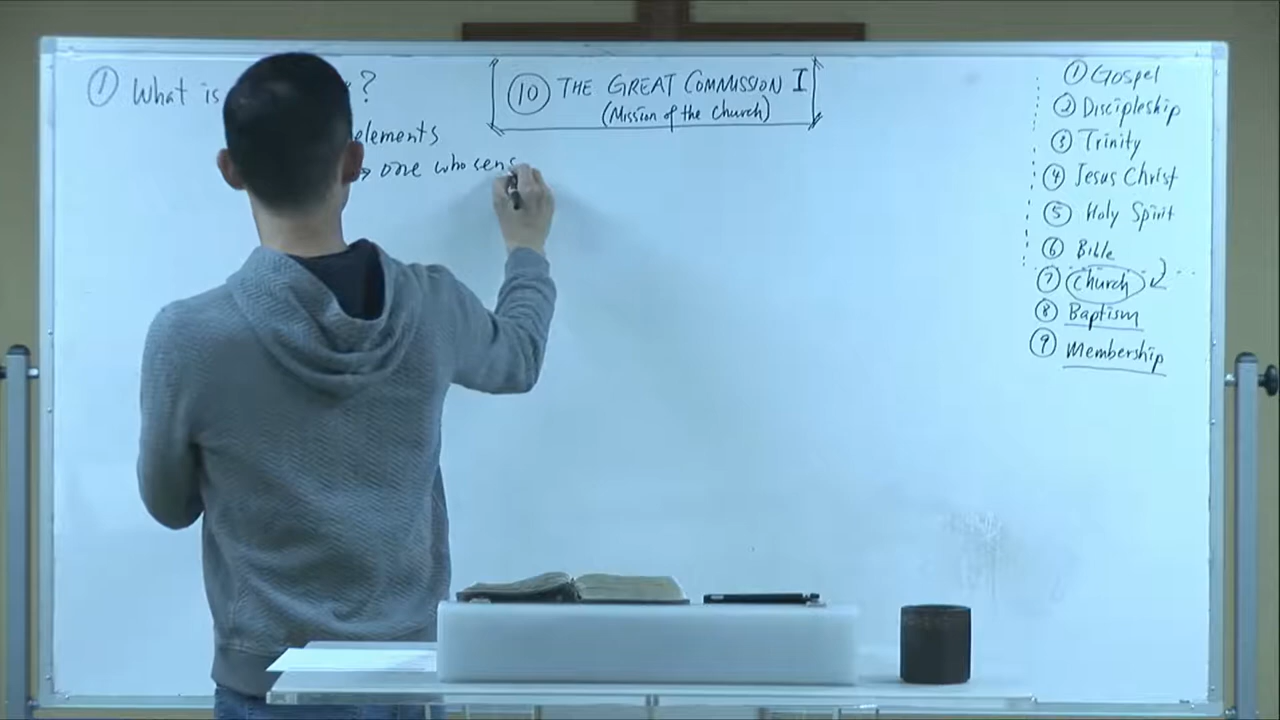 ① What is ?
elements
→ one who sen
⑩ THE GREAT COMMISSION I
(Mission of the Church)
① Gospel
② Discipleship
③ Trinity
④ Jesus Christ
⑤ Holy Spirit
⑥ Bible
⑦ Church
⑧ Baptism
⑨ Membership